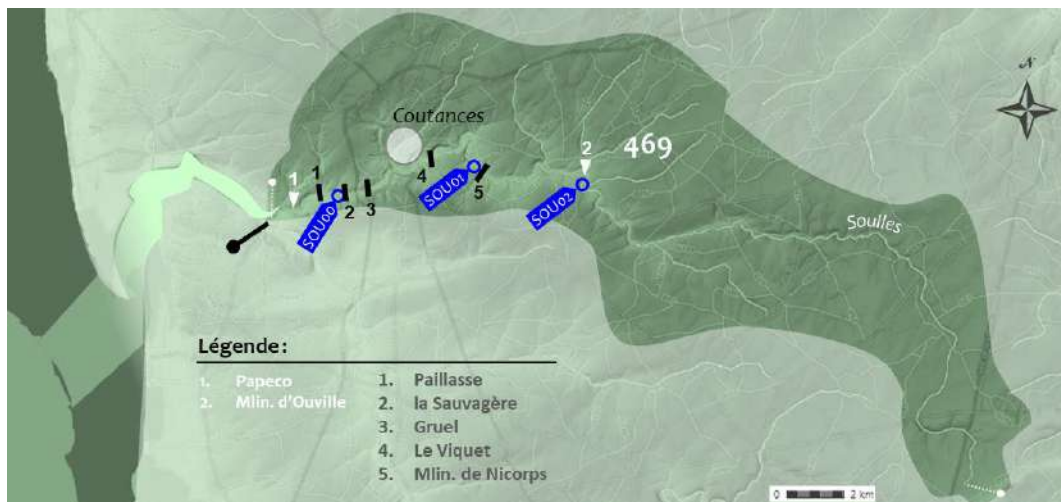 N
Coutances
469
2
1
1
2
3
4
5
SOU00
SOU01
SOU02
Soulles
Légende:
1. Papeco
2. Mlin. d'Ouville
1. Paillasse
2. la Sauvagère
3. Gruel
4. Le Viquet
5. Mlin. de Nicorps
0 2 km